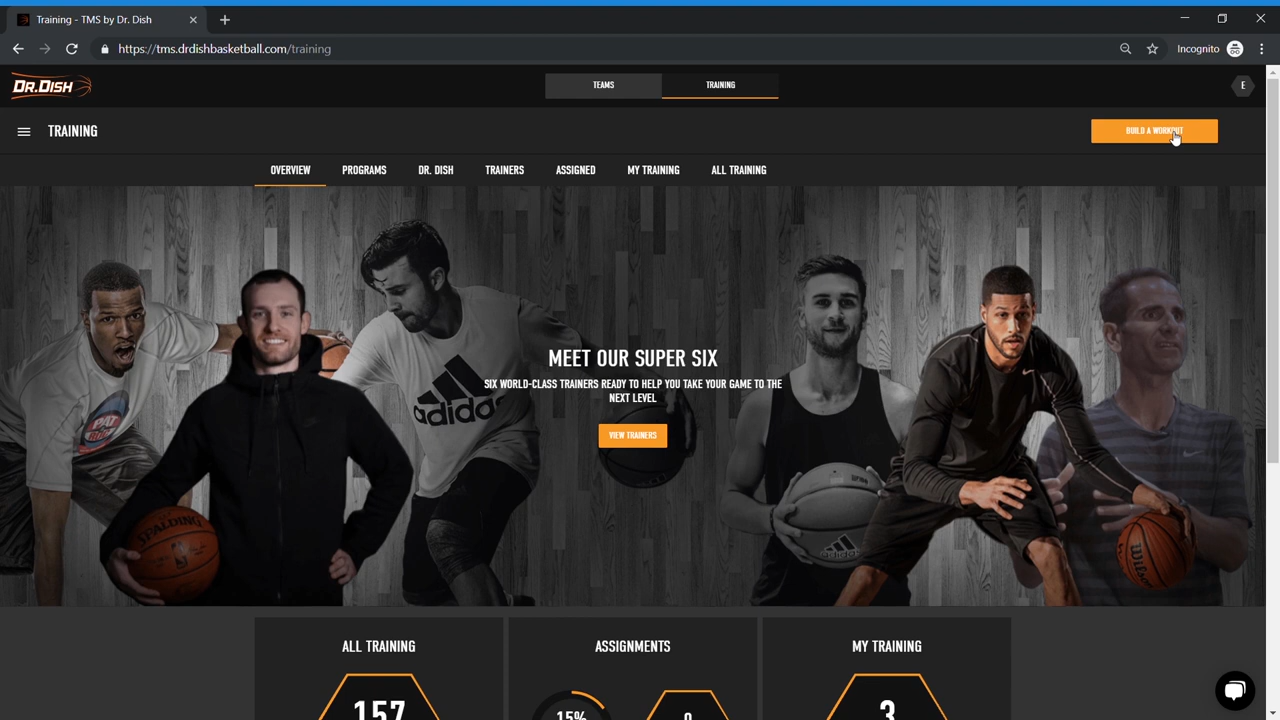 Training - TMS by Dr. Dish
https://tms.drdishbasketball.com/training
Incognito
DR.DISH
TEAMS
TRAINING
E
TRAINING
BUILD A WORKOUT
OVERVIEW
PROGRAMS
DR. DISH
TRAINERS
ASSIGNED
MY TRAINING
ALL TRAINING
MEET OUR SUPER SIX
SIX WORLD-CLASS TRAINERS READY TO HELP YOU TAKE YOUR GAME TO THE
NEXT LEVEL
VIEW TRAINERS
adidas
SPALDING
adidas
Wilson
ALL TRAINING
ASSIGNMENTS
MY TRAINING
157
15%
0
3